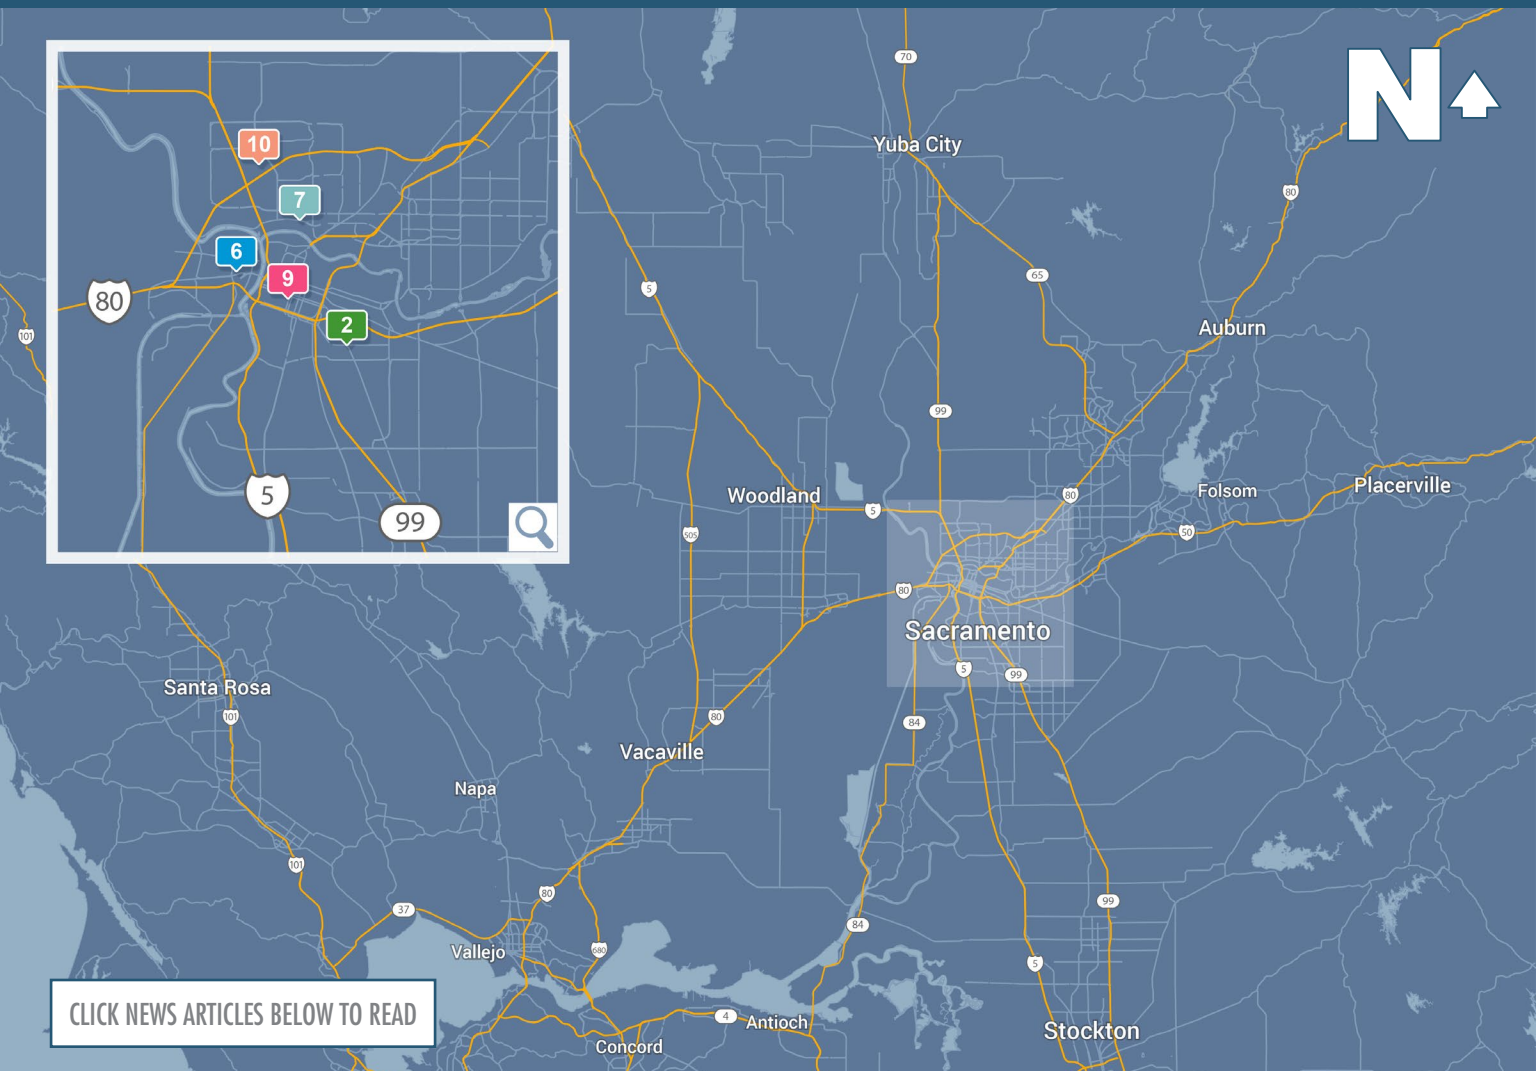 70
N
Yuba City
10
80
7
6
9
80
2
65
5
101
Auburn
99
5
99
Woodland
5
80
Folsom
Placerville
505
50
80
Sacramento
5
99
Santa Rosa
101
80
84
Vacaville
Napa
101
80
37
99
84
Vallejo
680
5
CLICK NEWS ARTICLES BELOW TO READ
4
Antioch
Stockton
Concord